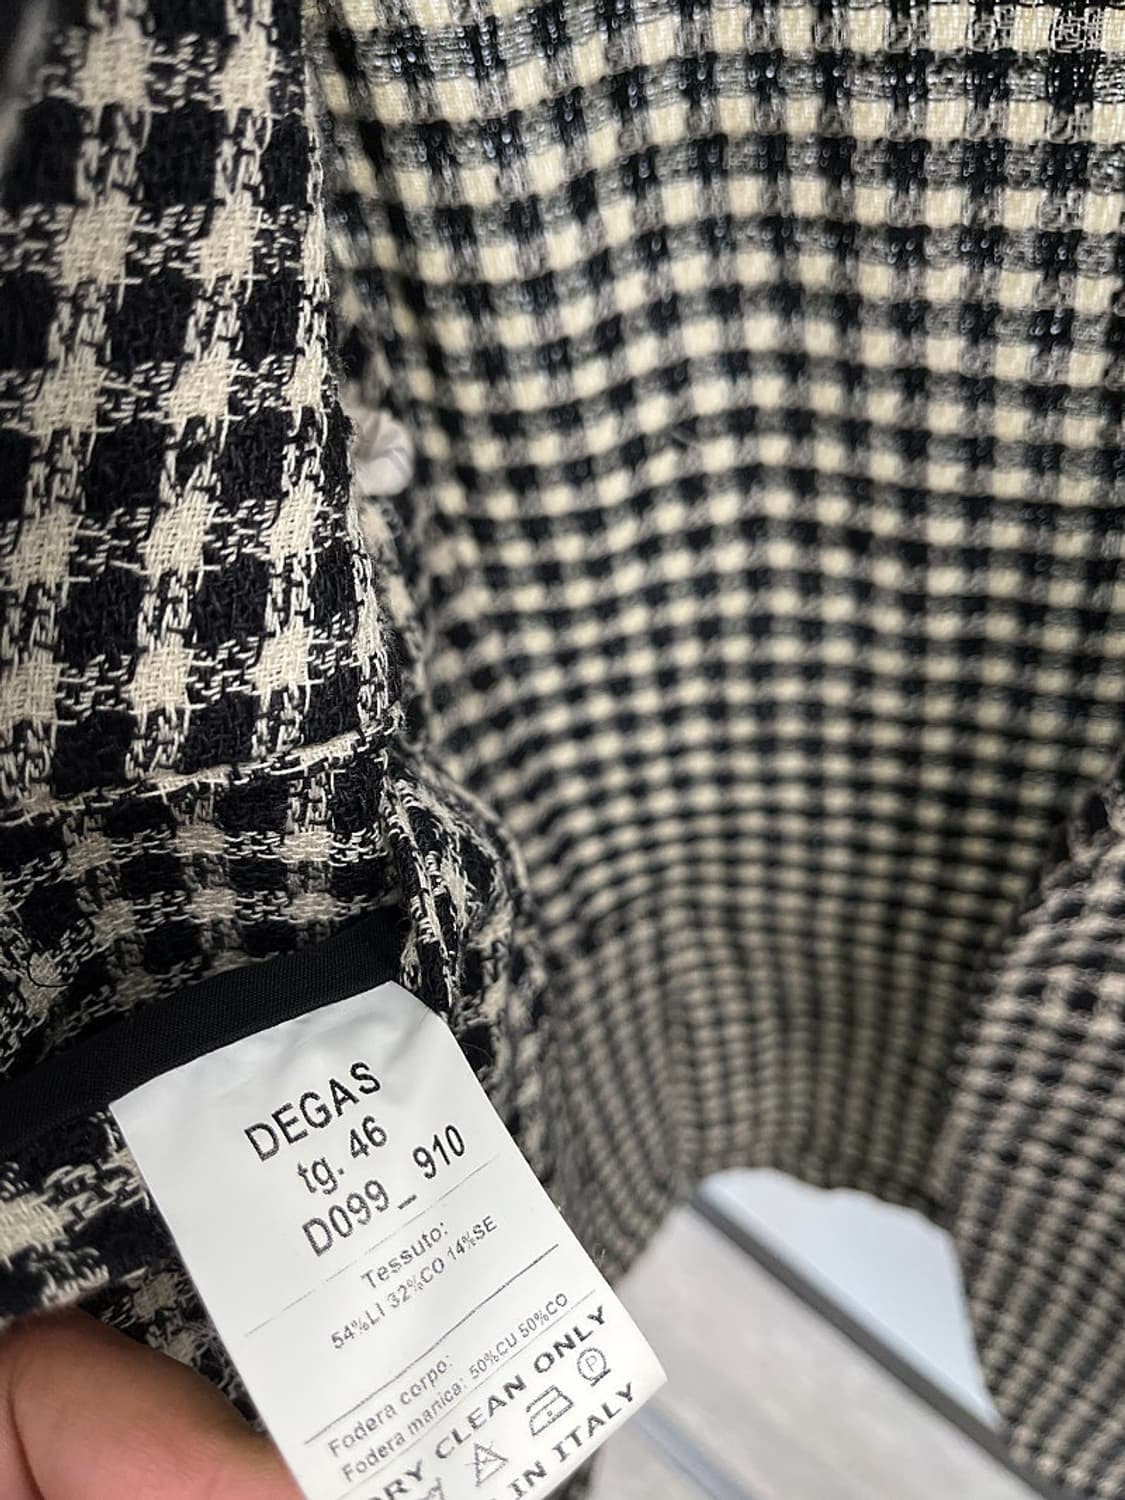 DEGAS
tg. 46
D099_910
Tessuto:
54%LI 32%CO 14%SE
Fodera corpo:
Fodera manica: 50%CU 50%CO
DRY CLEAN ONLY
P
IN ITALY